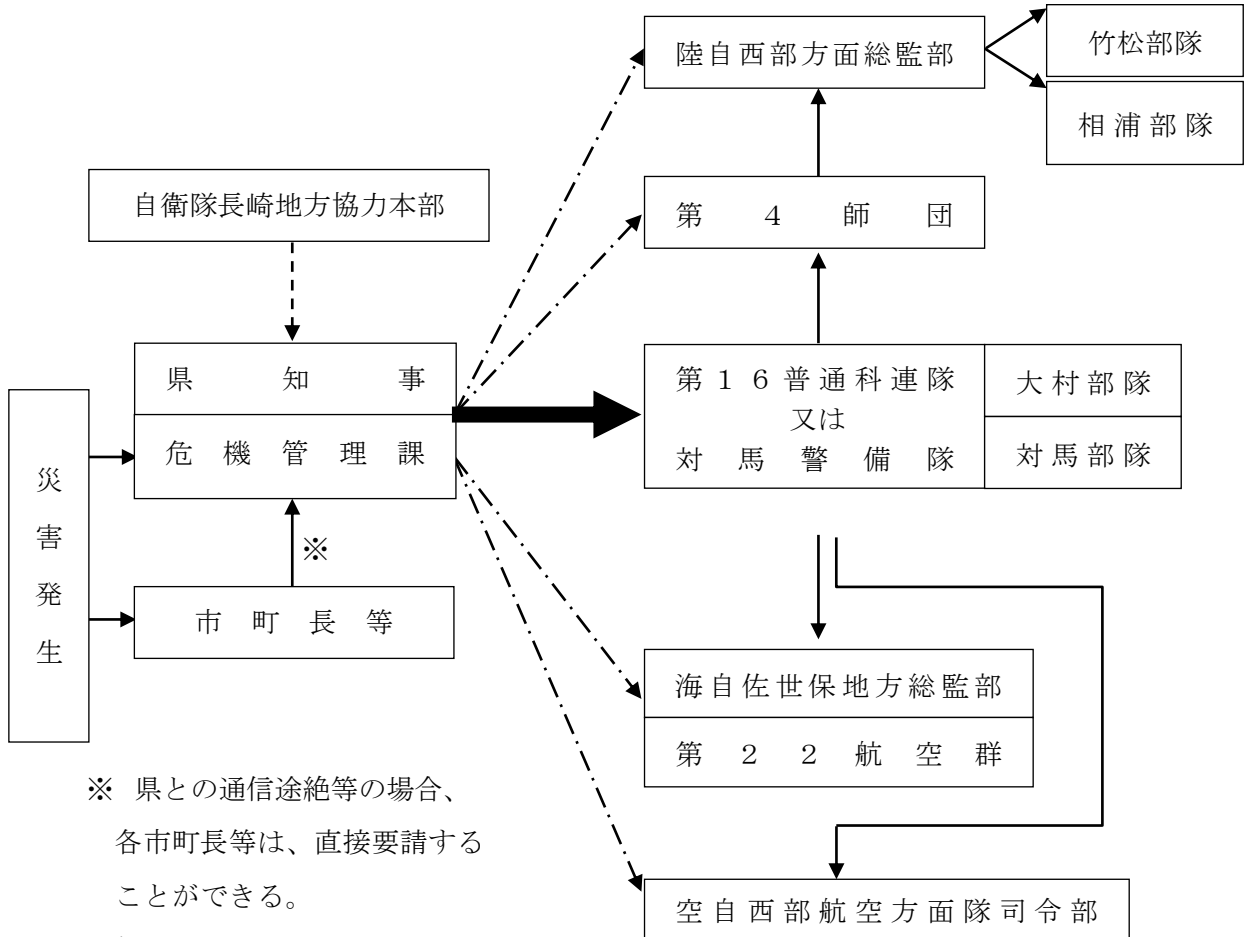 陸自西部方面総監部
竹松部隊
相浦部隊
自衛隊長崎地方協力本部
第４師団
県知事
危機管理課
第１６普通科連隊
又は
対馬警備隊
大村部隊
対馬部隊
災害発生
※
市町長等
海自佐世保地方総監部
第２２航空群
※ 県との通信途絶等の場合、
各市町長等は、直接要請する
ことができる。
空自西部航空方面隊司令部